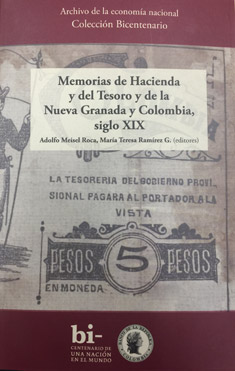 Archivo de la economía nacional
Colección Bicentenario
Memorias de Hacienda
y del Tesoro y de la
Nueva Granada y Colombia,
siglo XIX
Adolfo Meisel Roca, María Teresa Ramírez G. (editores)
LA TESORERIA DEL GOBIERNO PROVI-
SIONAL PAGARA AL PORTADOR A LA
VISTA
PESOS 5 PESOS
EN MONEDA
bi-
CENTENARIO DE
UNA NACIÓN
EN EL MUNDO